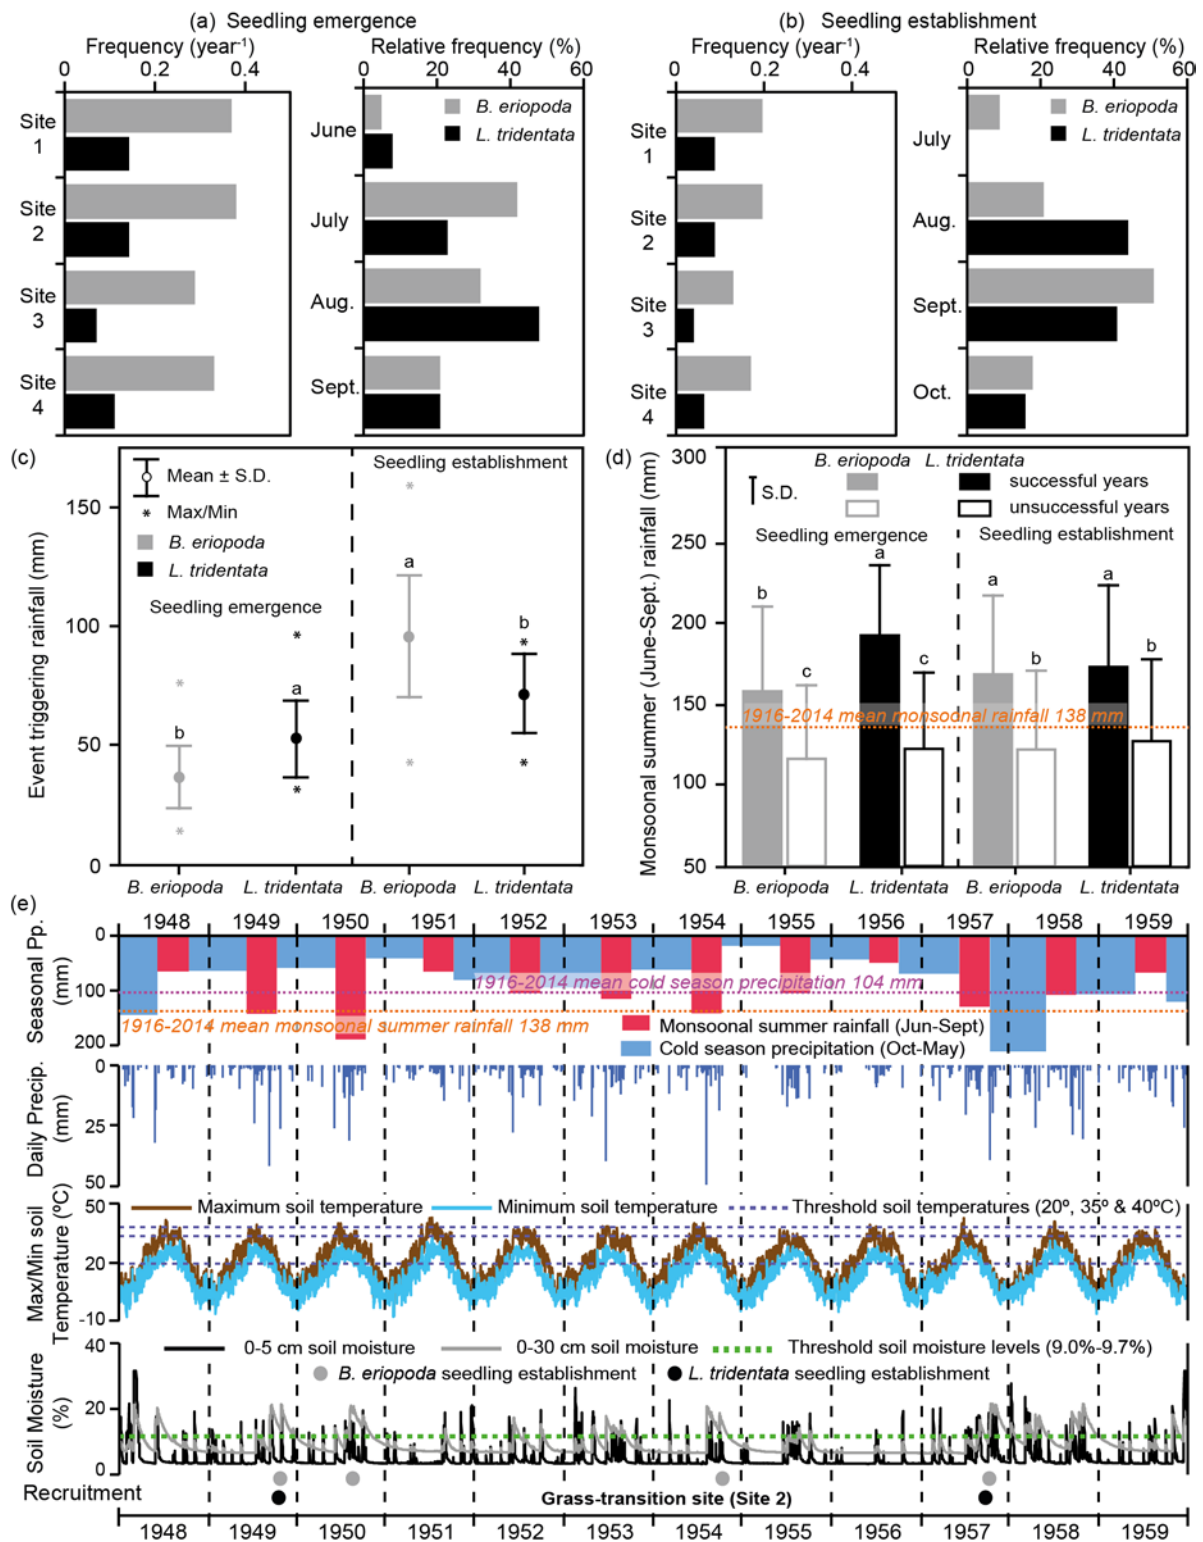 (a) Seedling emergence
(b) Seedling establishment
Frequency (year⁻¹)
Relative frequency (%)
Frequency (year⁻¹)
Relative frequency (%)
0 0.2 0.4
0 20 40 60
0 0.2 0.4
0 20 40 60
Site 1
Site 2
Site 3
Site 4
June
July
Aug.
Sept.
B. eriopoda
L. tridentata
Site 1
Site 2
Site 3
Site 4
July
Aug.
Sept.
Oct.
B. eriopoda
L. tridentata
(c)
Event triggering rainfall (mm)
150
100
50
0
Mean ± S.D.
* Max/Min
B. eriopoda
L. tridentata
Seedling emergence
Seedling establishment
b
a
a
b
B. eriopoda L. tridentata B. eriopoda L. tridentata
(d)
Monsoonal summer (June-Sept.) rainfall (mm)
300
250
200
150
100
50
B. eriopoda L. tridentata
S.D.
successful years
unsuccessful years
Seedling emergence
Seedling establishment
b c a c a b a b
1916-2014 mean monsoonal rainfall 138 mm
B. eriopoda L. tridentata B. eriopoda L. tridentata
(e)
1948 1949 1950 1951 1952 1953 1954 1955 1956 1957 1958 1959
Seasonal Pp. (mm)
0
100
200
1916-2014 mean cold season precipitation 104 mm
1916-2014 mean monsoonal summer rainfall 138 mm
Monsoonal summer rainfall (Jun-Sept)
Cold season precipitation (Oct-May)
Daily Precip. (mm)
0
25
50
Max/Min soil Temperature (ºC)
50
20
-10
Maximum soil temperature
Minimum soil temperature
Threshold soil temperatures (20º, 35º & 40ºC)
Soil Moisture (%)
40
20
0
0-5 cm soil moisture
0-30 cm soil moisture
Threshold soil moisture levels (9.0%-9.7%)
B. eriopoda seedling establishment
L. tridentata seedling establishment
Recruitment
Grass-transition site (Site 2)
1948 1949 1950 1951 1952 1953 1954 1955 1956 1957 1958 1959